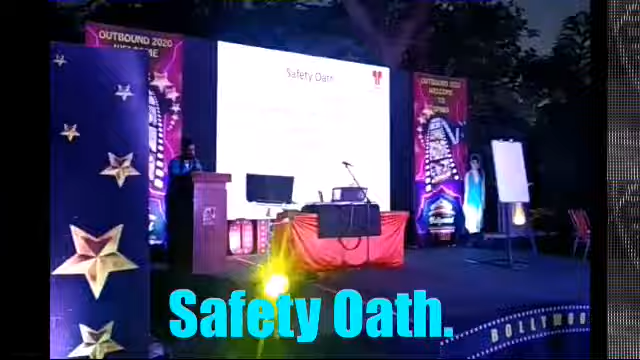 OUTBOUND 2020
WELCOME
Safety Oath
OUTBOUND 2020
WELCOME
TO
Safety Oath.
BOLLYWOO